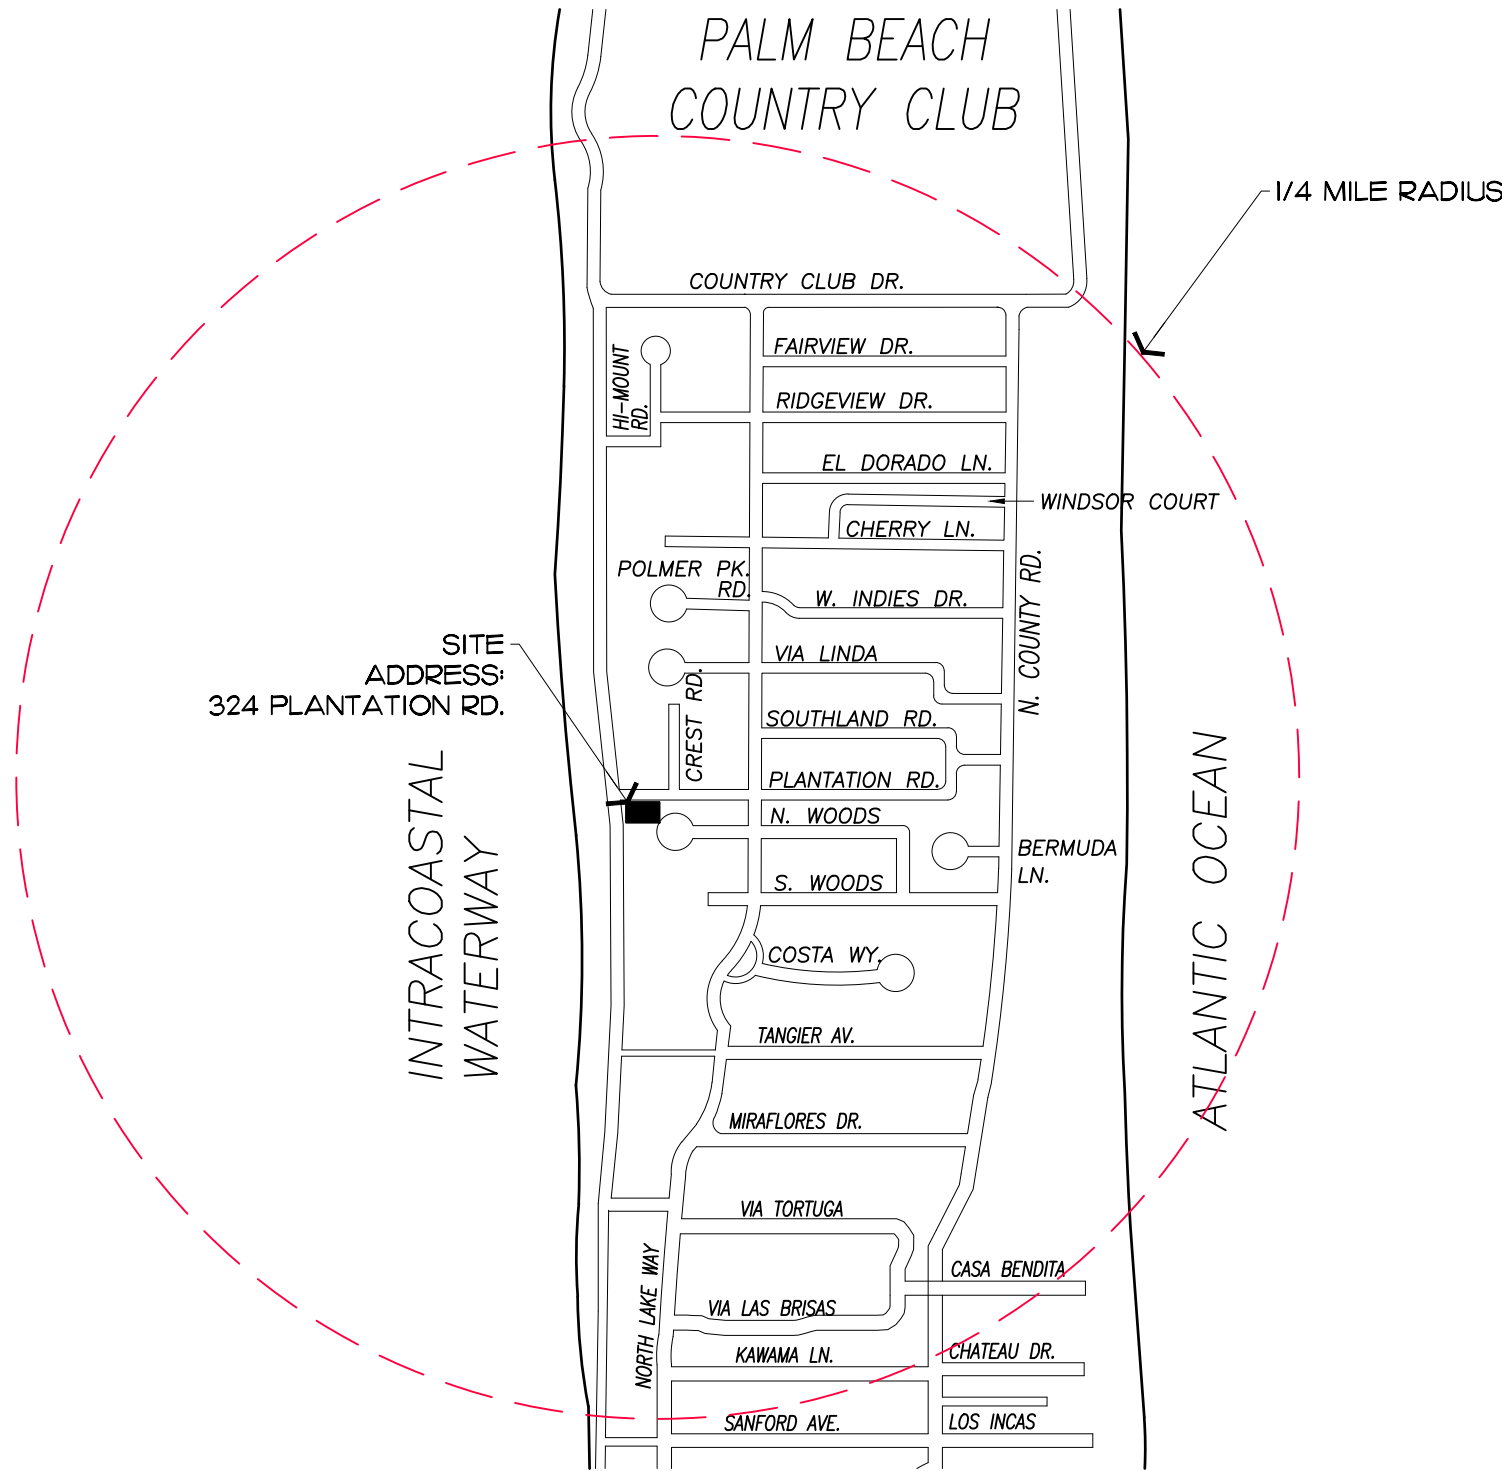 PALM BEACH
COUNTRY CLUB
1/4 MILE RADIUS
COUNTRY CLUB DR.
HI-MOUNT
RD.
FAIRVIEW DR.
RIDGEVIEW DR.
EL DORADO LN.
WINDSOR COURT
CHERRY LN.
POLMER PK.
RD.
W. INDIES DR.
N. COUNTY RD.
SITE
ADDRESS:
324 PLANTATION RD.
VIA LINDA
CREST RD.
SOUTHLAND RD.
PLANTATION RD.
N. WOODS
BERMUDA
LN.
S. WOODS
INTRACOASTAL
WATERWAY
ATLANTIC OCEAN
COSTA WY.
TANGIER AV.
MIRAFLORES DR.
VIA TORTUGA
NORTH LAKE WAY
CASA BENDITA
VIA LAS BRISAS
KAWAMA LN.
CHATEAU DR.
SANFORD AVE.
LOS INCAS